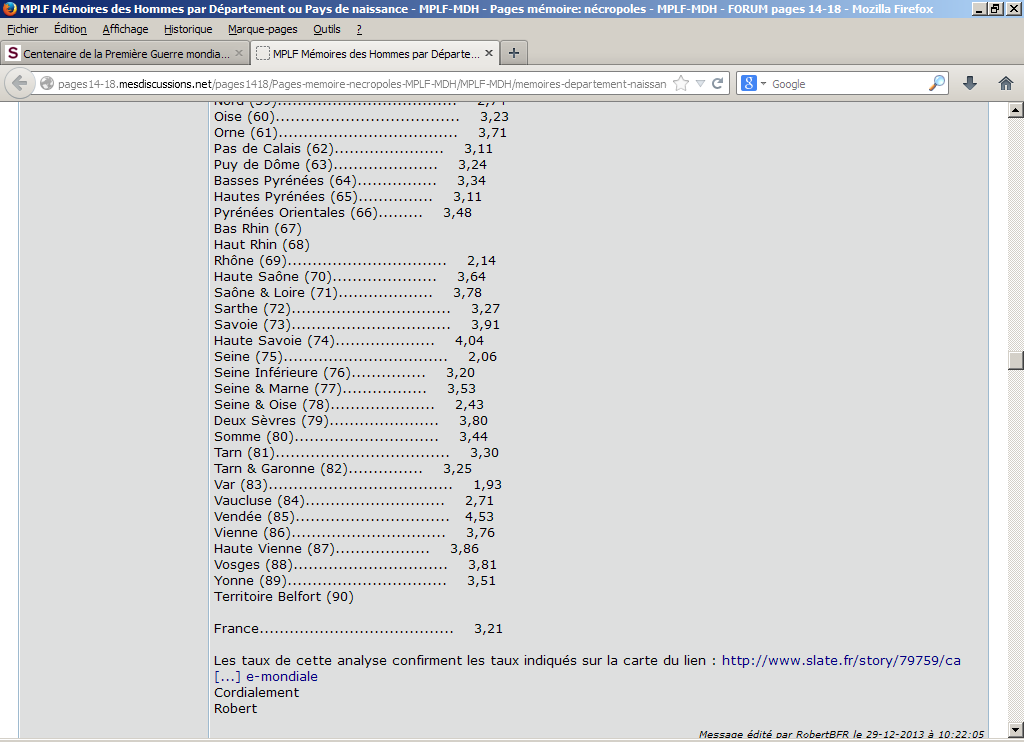 MPLF Mémoires des Hommes par Département ou Pays de naissance - MPLF-MDH - Pages mémoire: nécropoles - MPLF-MDH - FORUM pages 14-18 - Mozilla Firefox
Fichier Édition Affichage Historique Marque-pages Outils ?
S Centenaire de la Première Guerre mondia... × MPLF Mémoires des Hommes par Départe... × +
pages14-18.mesdiscussions.net/pages1418/Pages-memoire-necropoles-MPLF-MDH/MPLF-MDH/memoires-departement-naissan Google
Nord (59)................................ 2,74
Oise (60)..................................... 3,23
Orne (61).................................... 3,71
Pas de Calais (62)...................... 3,11
Puy de Dôme (63)..................... 3,24
Basses Pyrénées (64)................ 3,34
Hautes Pyrénées (65)............... 3,11
Pyrénées Orientales (66)......... 3,48
Bas Rhin (67)
Haut Rhin (68)
Rhône (69)................................ 2,14
Haute Saône (70)..................... 3,64
Saône & Loire (71)................... 3,78
Sarthe (72)................................ 3,27
Savoie (73)................................ 3,91
Haute Savoie (74).................... 4,04
Seine (75)................................. 2,06
Seine Inférieure (76)............... 3,20
Seine & Marne (77)................. 3,53
Seine & Oise (78)..................... 2,43
Deux Sèvres (79)...................... 3,80
Somme (80)............................. 3,44
Tarn (81)................................... 3,30
Tarn & Garonne (82)............... 3,25
Var (83)..................................... 1,93
Vaucluse (84)............................ 2,71
Vendée (85)............................... 4,53
Vienne (86)............................... 3,76
Haute Vienne (87)................... 3,86
Vosges (88)............................... 3,81
Yonne (89)................................ 3,51
Territoire Belfort (90)
France....................................... 3,21
Les taux de cette analyse confirment les taux indiqués sur la carte du lien : http://www.slate.fr/story/79759/ca
[...] e-mondiale
Cordialement
Robert
Message édité par RobertBFR le 29-12-2013 à 10:22:05